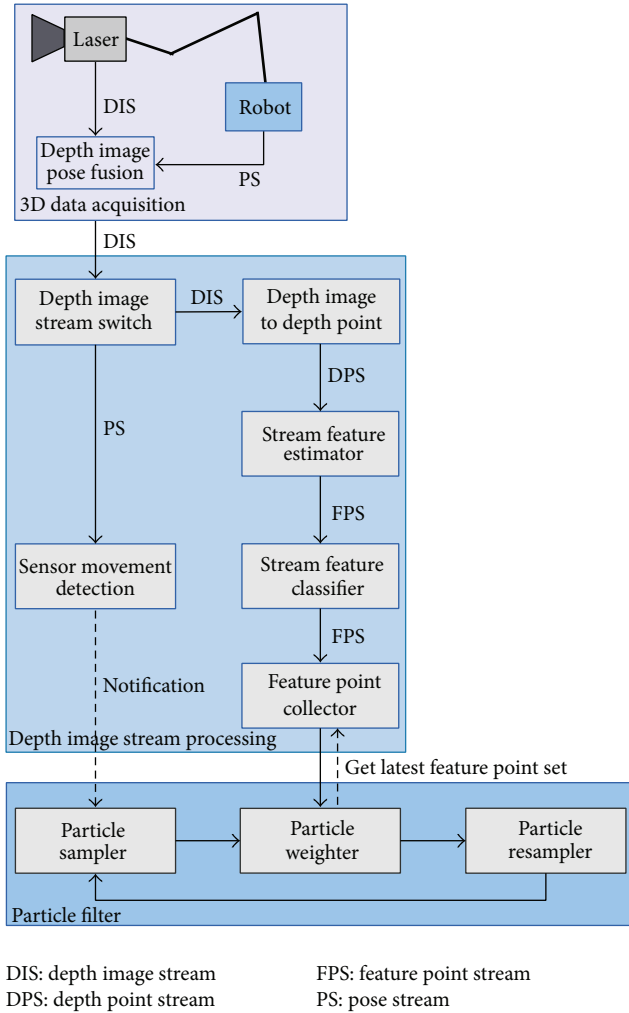 Laser
DIS
Robot
Depth image
pose fusion
PS
3D data acquisition
DIS
Depth image
stream switch
DIS
Depth image
to depth point
DPS
PS
Stream feature
estimator
FPS
Sensor movement
detection
Stream feature
classifier
FPS
Notification
Feature point
collector
Depth image stream processing
Get latest feature point set
Particle
sampler
Particle
weighter
Particle
resampler
Particle filter
DIS: depth image stream
FPS: feature point stream
DPS: depth point stream
PS: pose stream